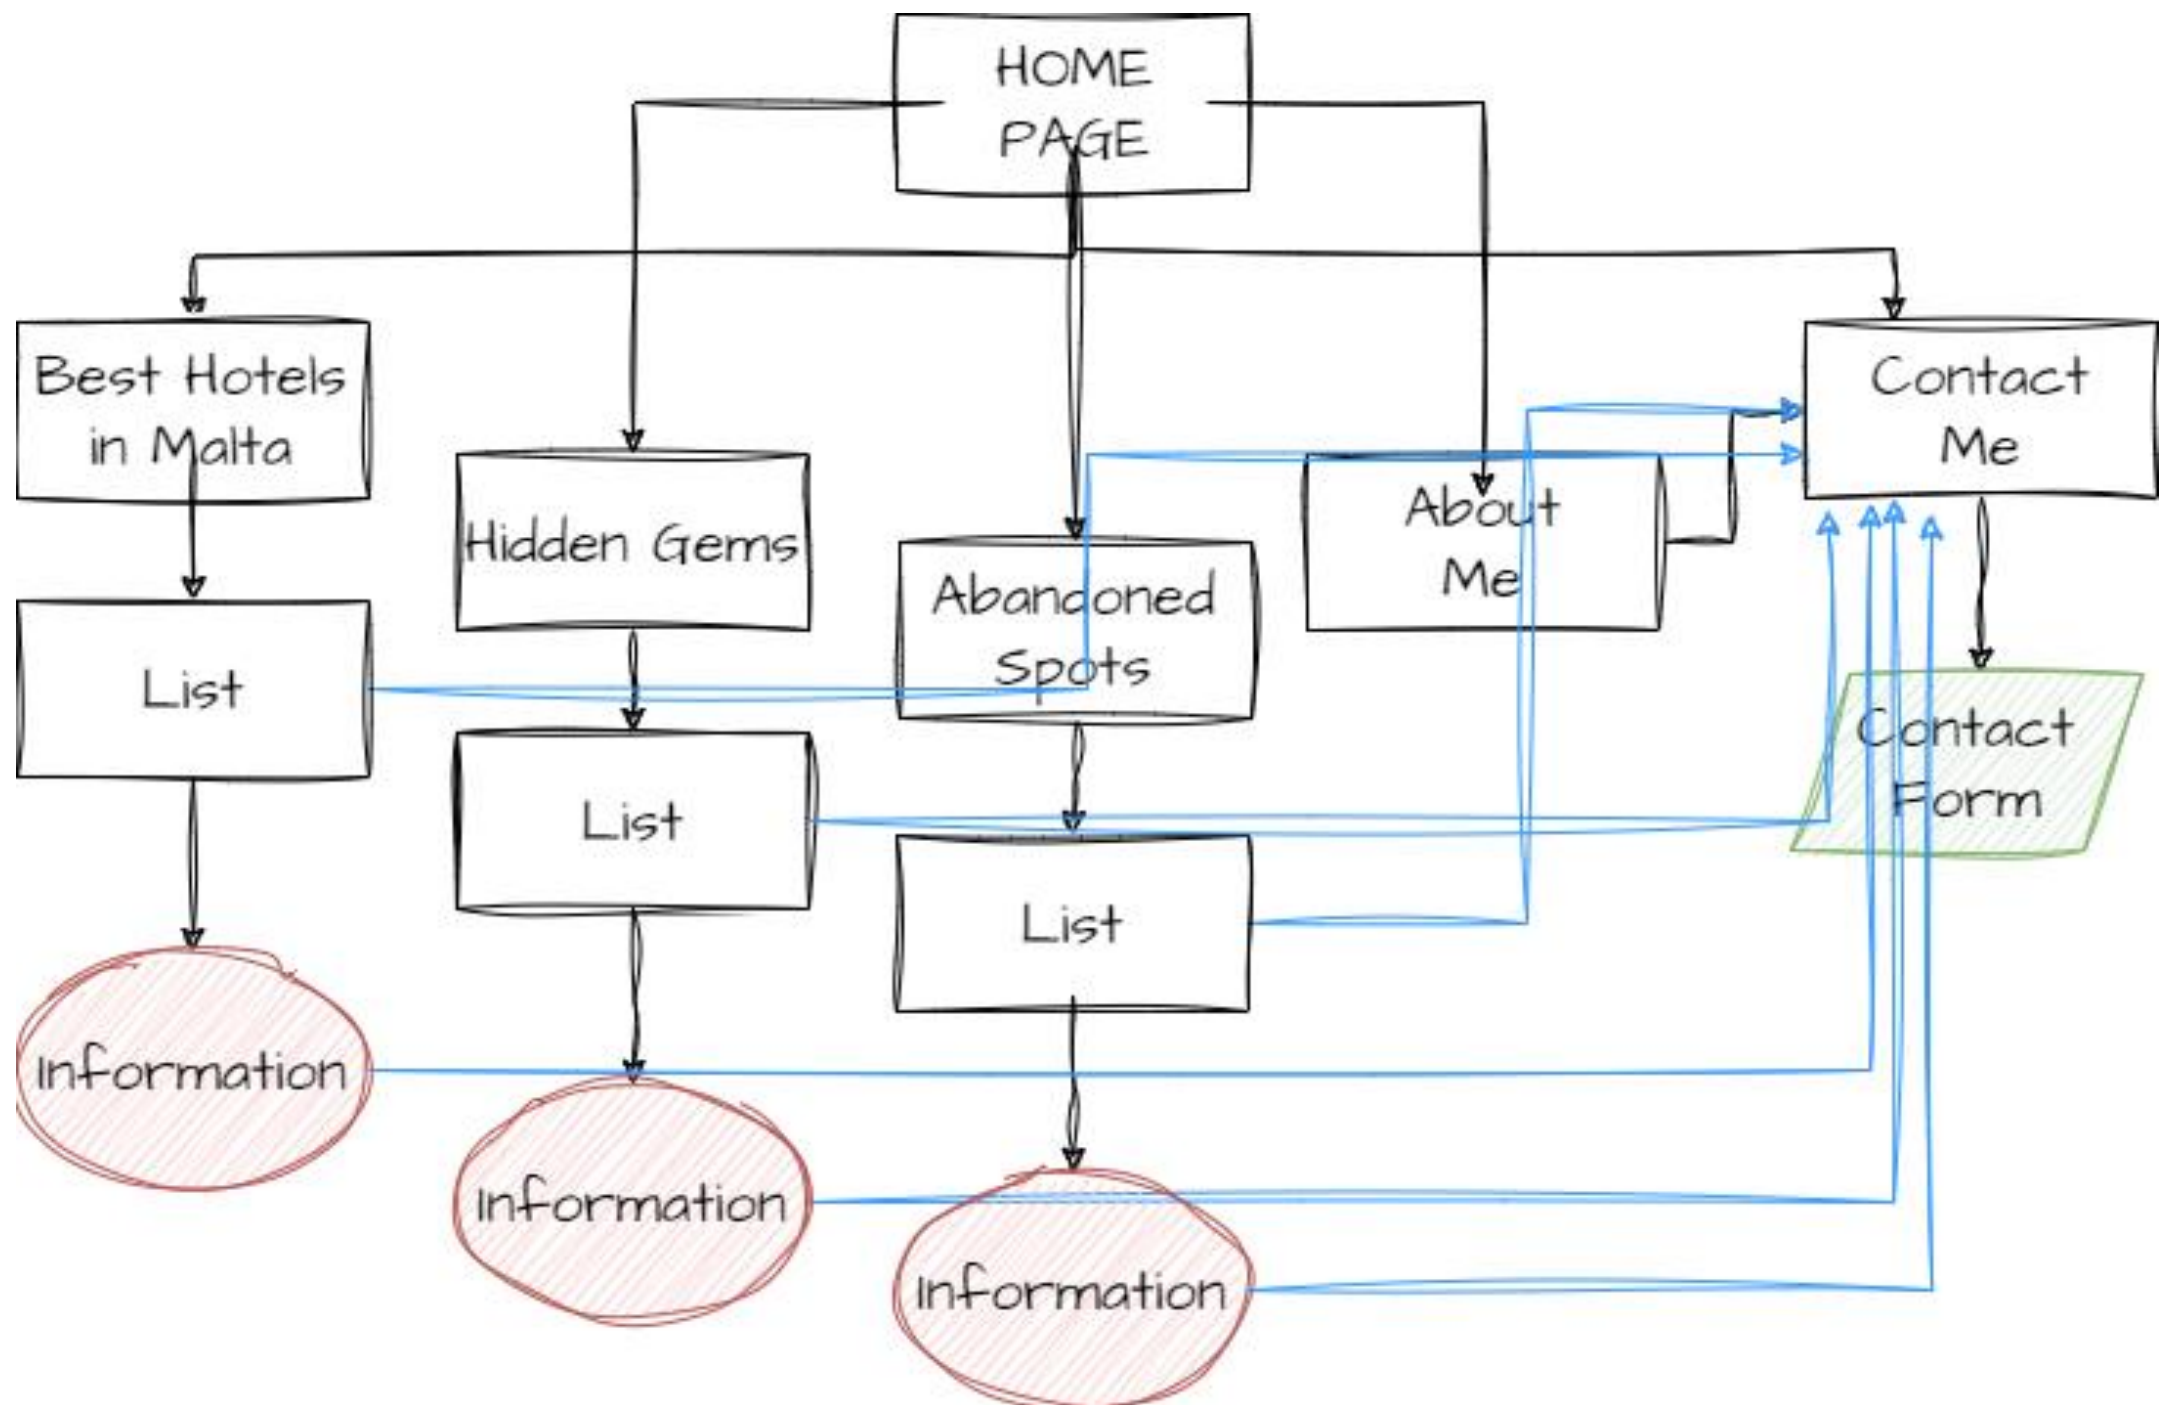 HOME
PAGE
Best Hotels
in Malta
Hidden Gems
Abandoned
Spots
About
Me
Contact
Me
List
List
List
Contact
Form
Information
Information
Information